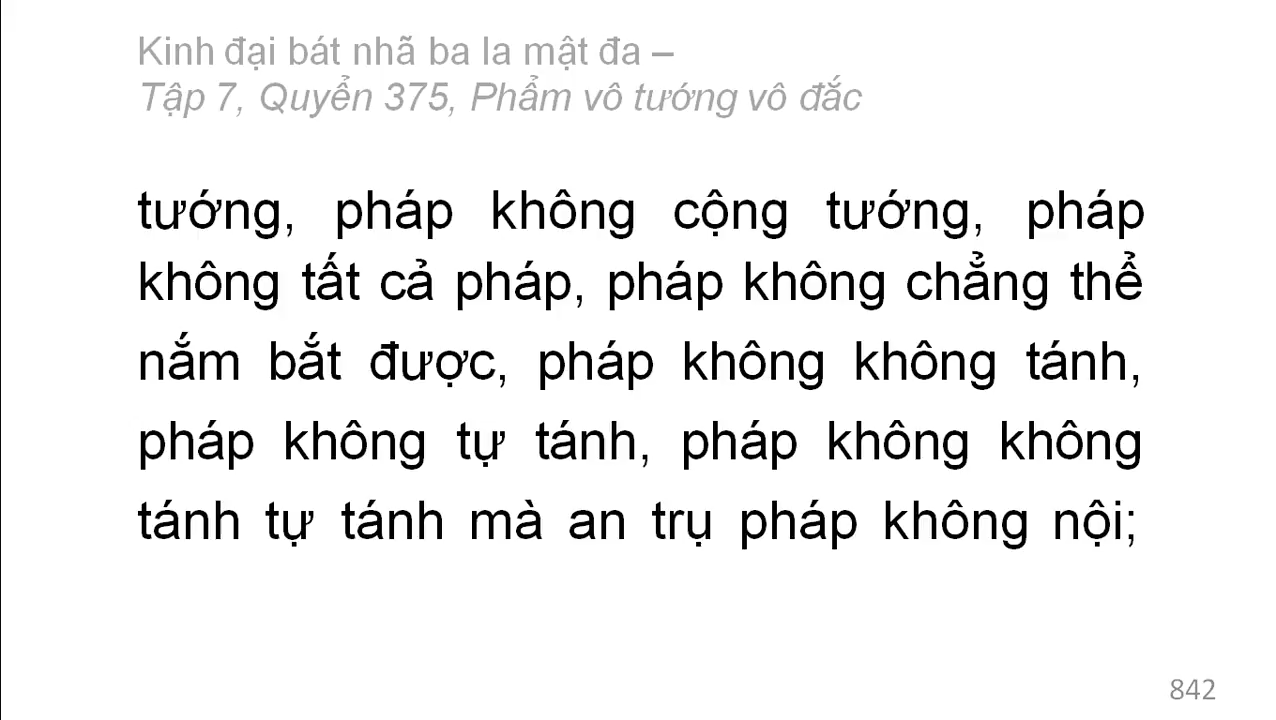 Kinh đại bát nhã ba la mật đa –
Tập 7, Quyển 375, Phẩm vô tướng vô đắc
tướng, pháp không cộng tướng, pháp
không tất cả pháp, pháp không chẳng thể
nắm bắt được, pháp không không tánh,
pháp không tự tánh, pháp không không
tánh tự tánh mà an trụ pháp không nội;
842